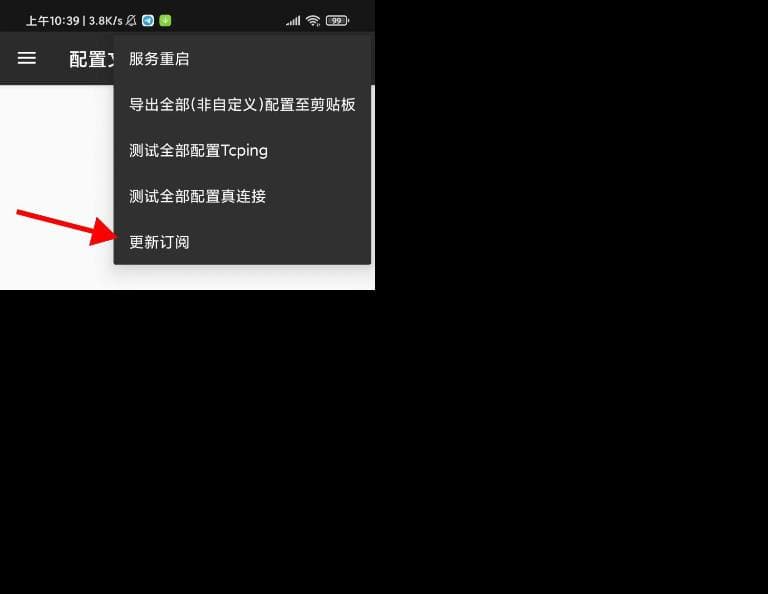 上午10:39 | 3.8K/s
99
配置文
服务重启
导出全部(非自定义)配置至剪贴板
测试全部配置Tcping
测试全部配置真连接
更新订阅